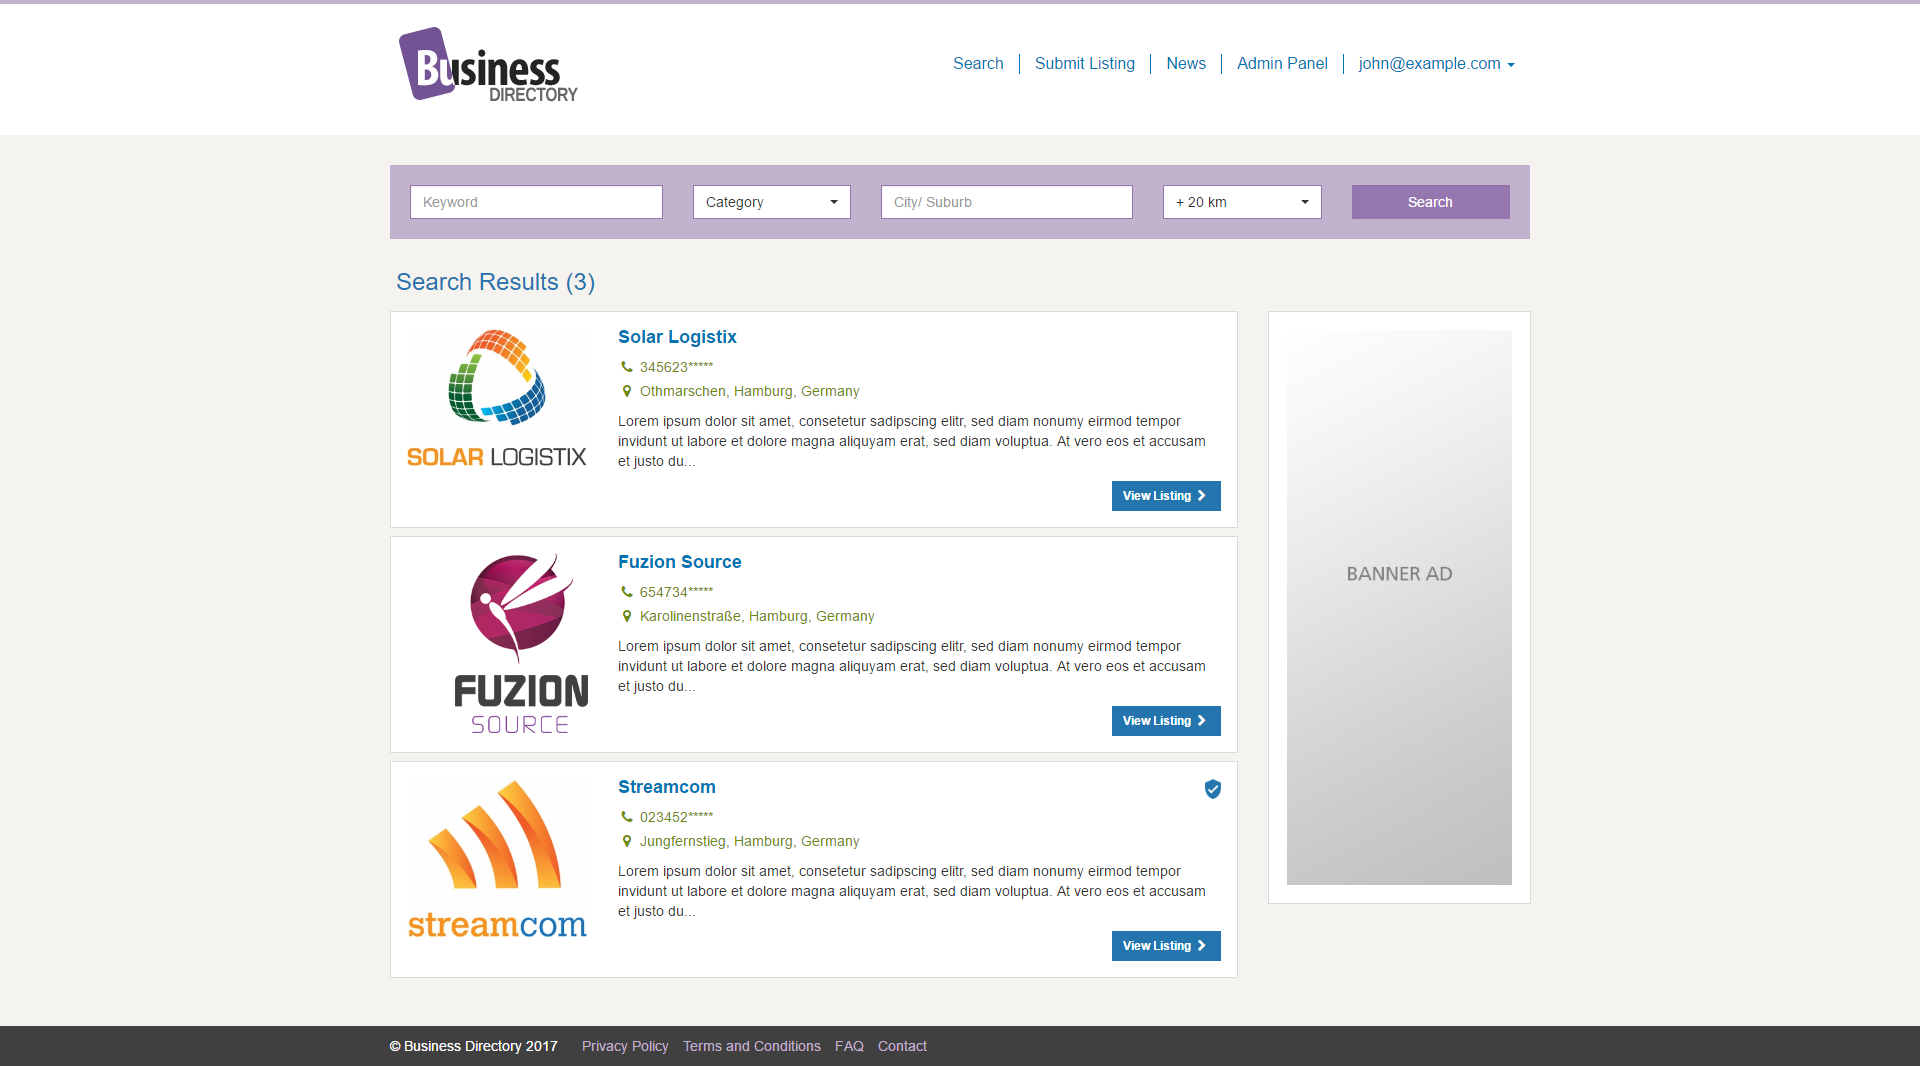 Business
DIRECTORY
Search
Submit Listing
News
Admin Panel
john@example.com
Keyword
Category
City/ Suburb
+ 20 km
Search
Search Results (3)
SOLAR LOGISTIX
Solar Logistix
345623*****
Othmarschen, Hamburg, Germany
Lorem ipsum dolor sit amet, consetetur sadipscing elitr, sed diam nonumy eirmod tempor
invidunt ut labore et dolore magna aliquyam erat, sed diam voluptua. At vero eos et accusam
et justo du...
View Listing
FUZION
SOURCE
Fuzion Source
654734*****
Karolinenstraße, Hamburg, Germany
Lorem ipsum dolor sit amet, consetetur sadipscing elitr, sed diam nonumy eirmod tempor
invidunt ut labore et dolore magna aliquyam erat, sed diam voluptua. At vero eos et accusam
et justo du...
View Listing
streamcom
Streamcom
023452*****
Jungfernstieg, Hamburg, Germany
Lorem ipsum dolor sit amet, consetetur sadipscing elitr, sed diam nonumy eirmod tempor
invidunt ut labore et dolore magna aliquyam erat, sed diam voluptua. At vero eos et accusam
et justo du...
View Listing
BANNER AD
© Business Directory 2017
Privacy Policy
Terms and Conditions
FAQ
Contact